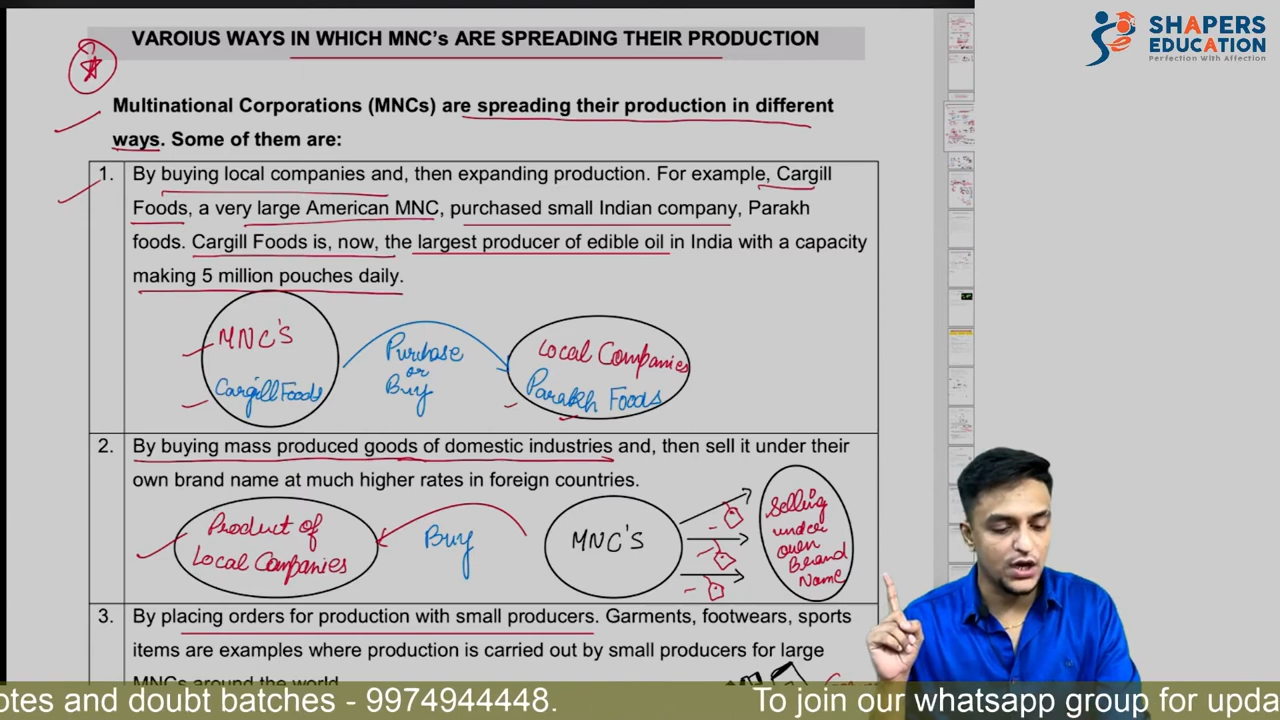 SHAPERS
EDUCATION
Perfection With Affection
VAROIUS WAYS IN WHICH MNC's ARE SPREADING THEIR PRODUCTION
Multinational Corporations (MNCs) are spreading their production in different
ways. Some of them are:
1. By buying local companies and, then expanding production. For example, Cargill
Foods, a very large American MNC, purchased small Indian company, Parakh
foods. Cargill Foods is, now, the largest producer of edible oil in India with a capacity
making 5 million pouches daily.
MNC's
Cargill Foods
Purchase
or
Buy
Local Companies
Parakh Foods
2. By buying mass produced goods of domestic industries and, then sell it under their
own brand name at much higher rates in foreign countries.
Product of
Local Companies
Buy
MNC'S
Selling
under
own
Brand
Name
3. By placing orders for production with small producers. Garments, footwears, sports
items are examples where production is carried out by small producers for large
MNCs around the world
otes and doubt batches - 9974944448. To join our whatsapp group for upda